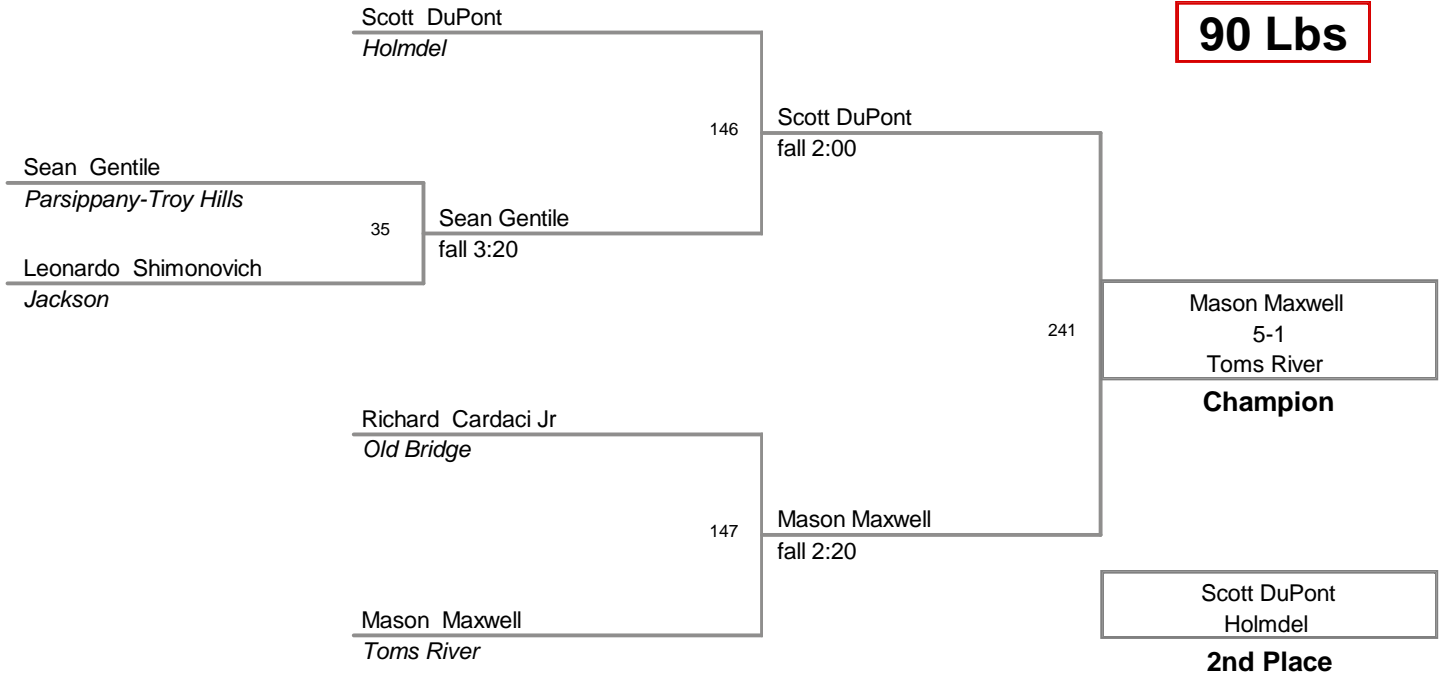 Scott DuPont
Holmdel
90 Lbs
146
Scott DuPont
fall 2:00
Sean Gentile
Parsippany-Troy Hills
35
Sean Gentile
fall 3:20
Leonardo Shimonovich
Jackson
241
Mason Maxwell
5-1
Toms River
Champion
Richard Cardaci Jr
Old Bridge
147
Mason Maxwell
fall 2:20
Mason Maxwell
Toms River
Scott DuPont
Holmdel
2nd Place